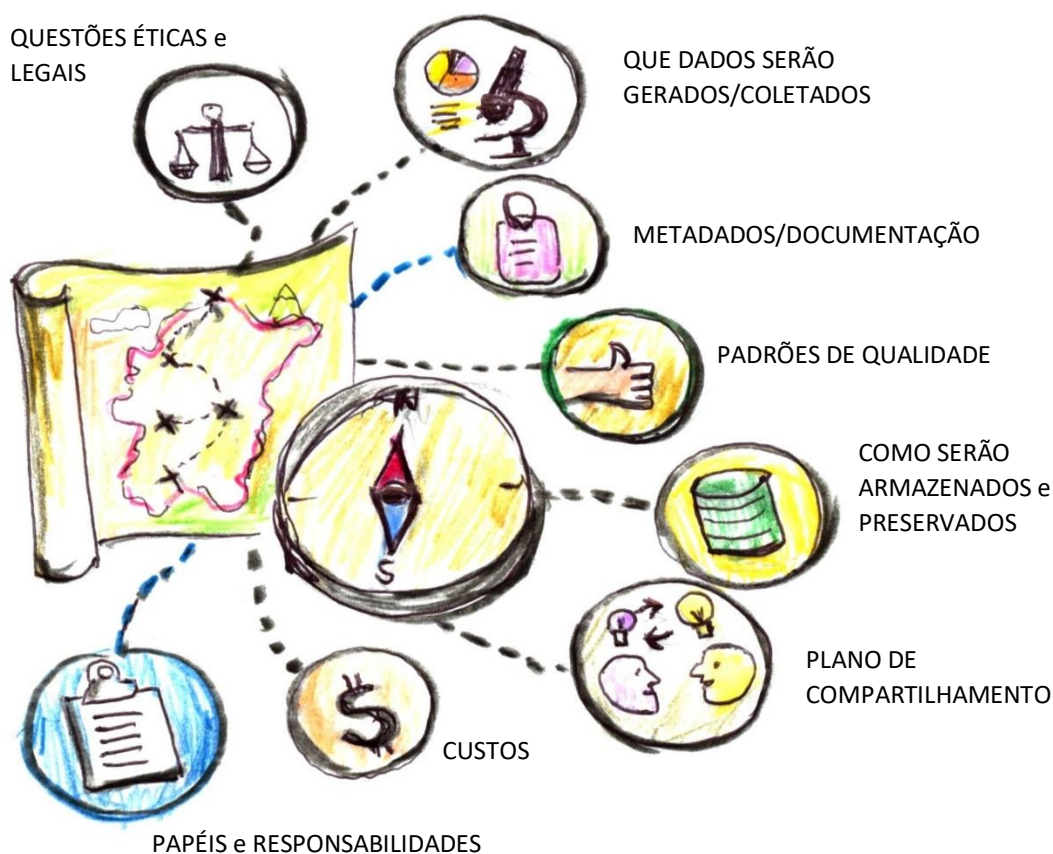 QUESTÕES ÉTICAS e
LEGAIS
QUE DADOS SERÃO
GERADOS/COLETADOS
METADADOS/DOCUMENTAÇÃO
PADRÕES DE QUALIDADE
N
S
COMO SERÃO
ARMAZENADOS e
PRESERVADOS
PLANO DE
COMPARTILHAMENTO
$
CUSTOS
PAPÉIS e RESPONSABILIDADES